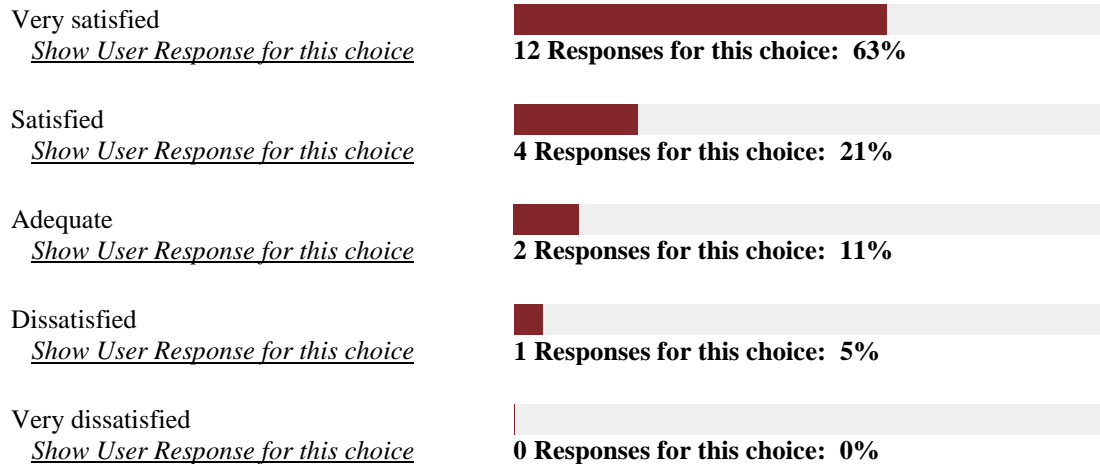 Very satisfied
Show User Response for this choice
12 Responses for this choice: 63%
Satisfied
Show User Response for this choice
4 Responses for this choice: 21%
Adequate
Show User Response for this choice
2 Responses for this choice: 11%
Dissatisfied
Show User Response for this choice
1 Responses for this choice: 5%
Very dissatisfied
Show User Response for this choice
0 Responses for this choice: 0%